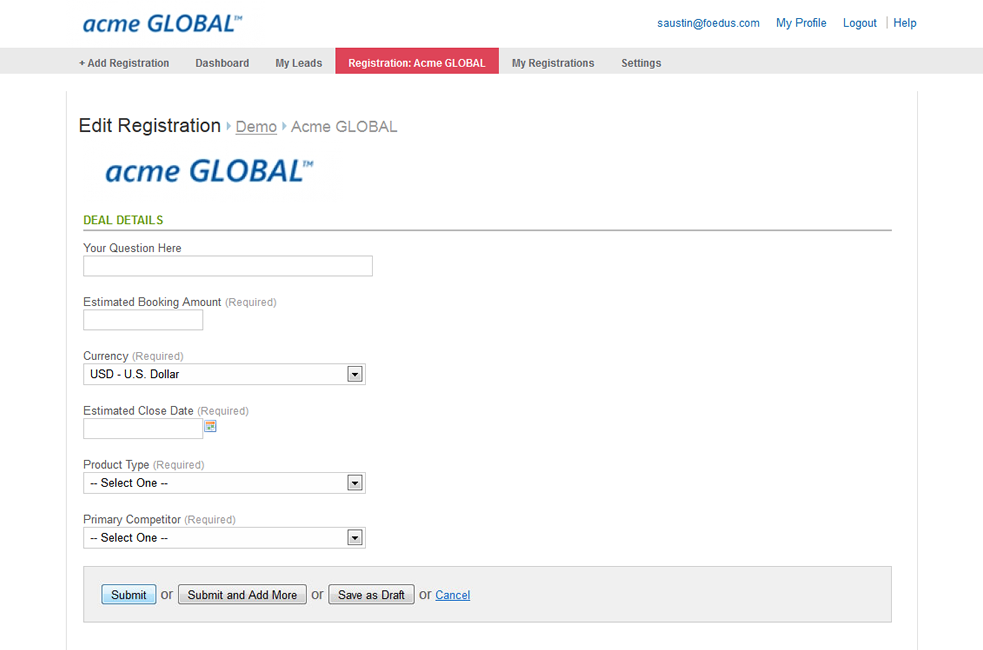 acme GLOBAL™
saustin@foedus.com My Profile Logout Help
+ Add Registration Dashboard My Leads Registration: Acme GLOBAL My Registrations Settings
Edit Registration Demo Acme GLOBAL
acme GLOBAL™
DEAL DETAILS
Your Question Here
Estimated Booking Amount (Required)
Currency (Required)
USD - U.S. Dollar
Estimated Close Date (Required)
Product Type (Required)
-- Select One --
Primary Competitor (Required)
-- Select One --
Submit or Submit and Add More or Save as Draft or Cancel